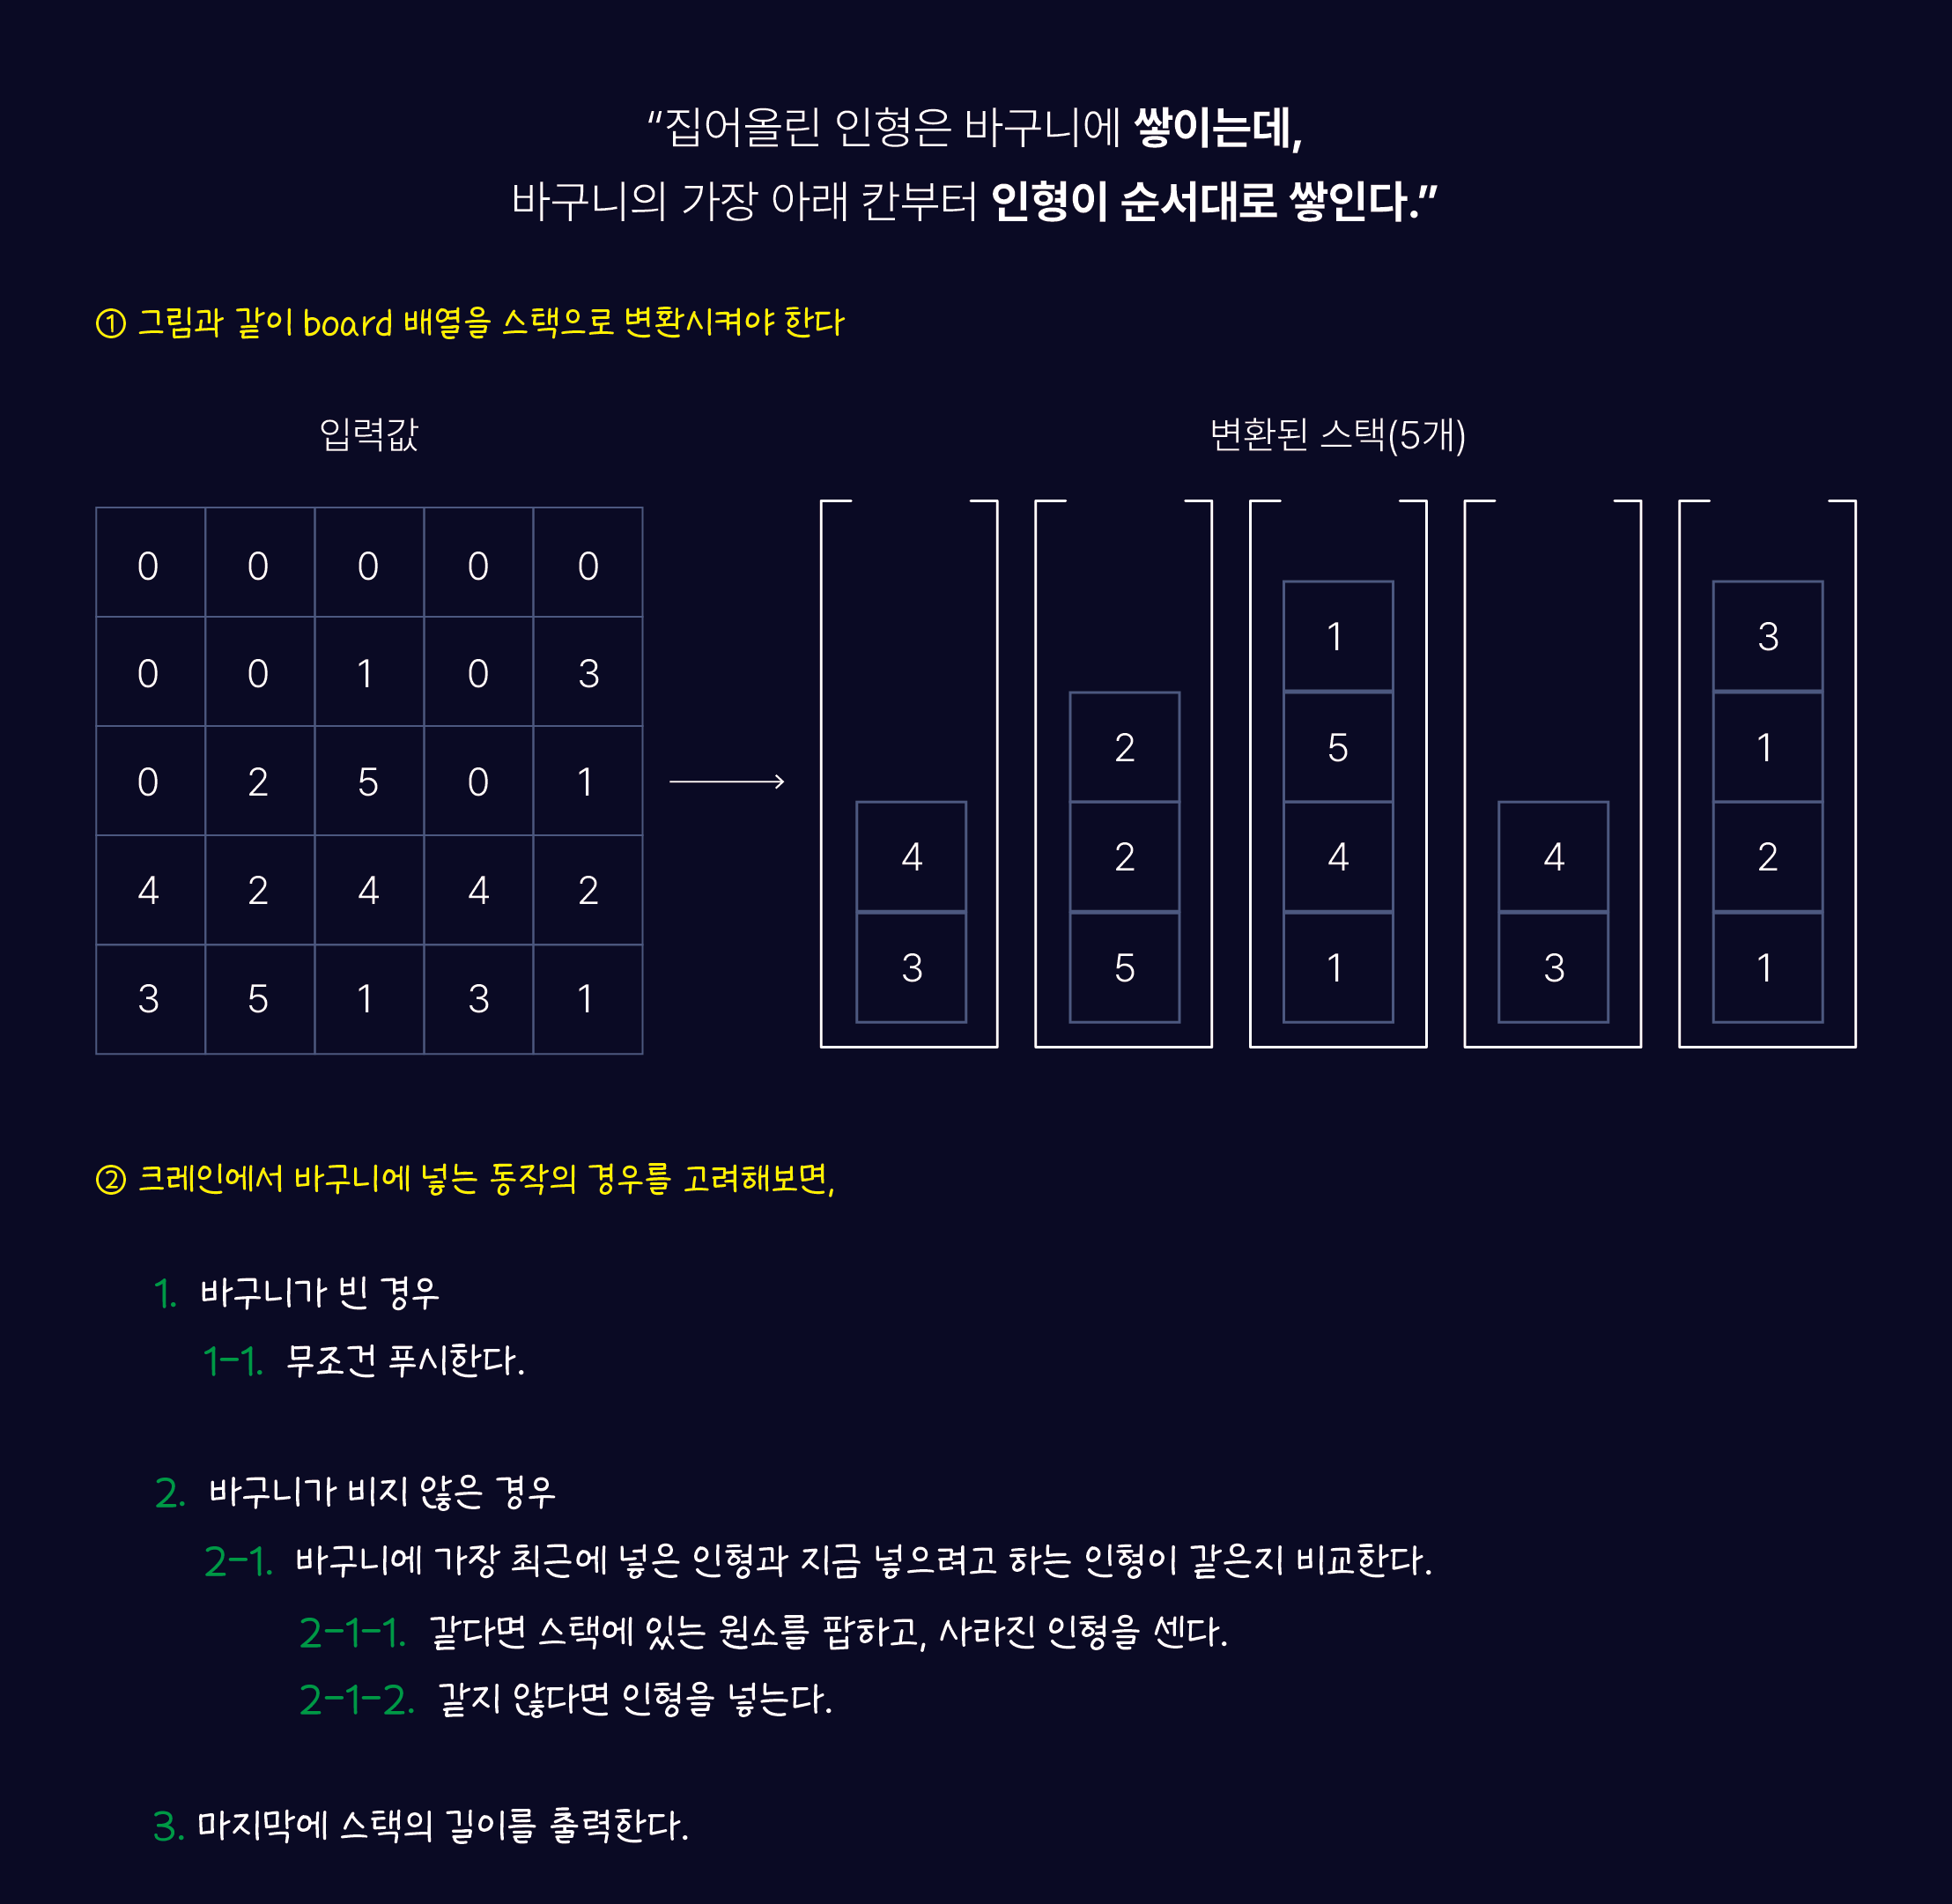 “집어올린 인형은 바구니에 쌓이는데,
바구니의 가장 아래 칸부터 인형이 순서대로 쌓인다.”
① 그림과 같이 board 배열을 스택으로 변환시켜야 한다
입력값
변환된 스택(5개)
0 0 0 0 0
0 0 1 0 3
0 2 5 0 1
4 2 4 4 2
3 5 1 3 1
1 3
2 5 1
4 2 4 4 2
3 5 1 3 1
② 크레인에서 바구니에 넣는 동작의 경우를 고려해보면,
1. 바구니가 빈 경우
1-1. 무조건 푸시한다.
2. 바구니가 비지 않은 경우
2-1. 바구니에 가장 최근에 넣은 인형과 지금 넣으려고 하는 인형이 같은지 비교한다.
2-1-1. 같다면 스택에 있는 원소를 팝하고, 사라진 인형을 센다.
2-1-2. 같지 않다면 인형을 넣는다.
3. 마지막에 스택의 길이를 출력한다.